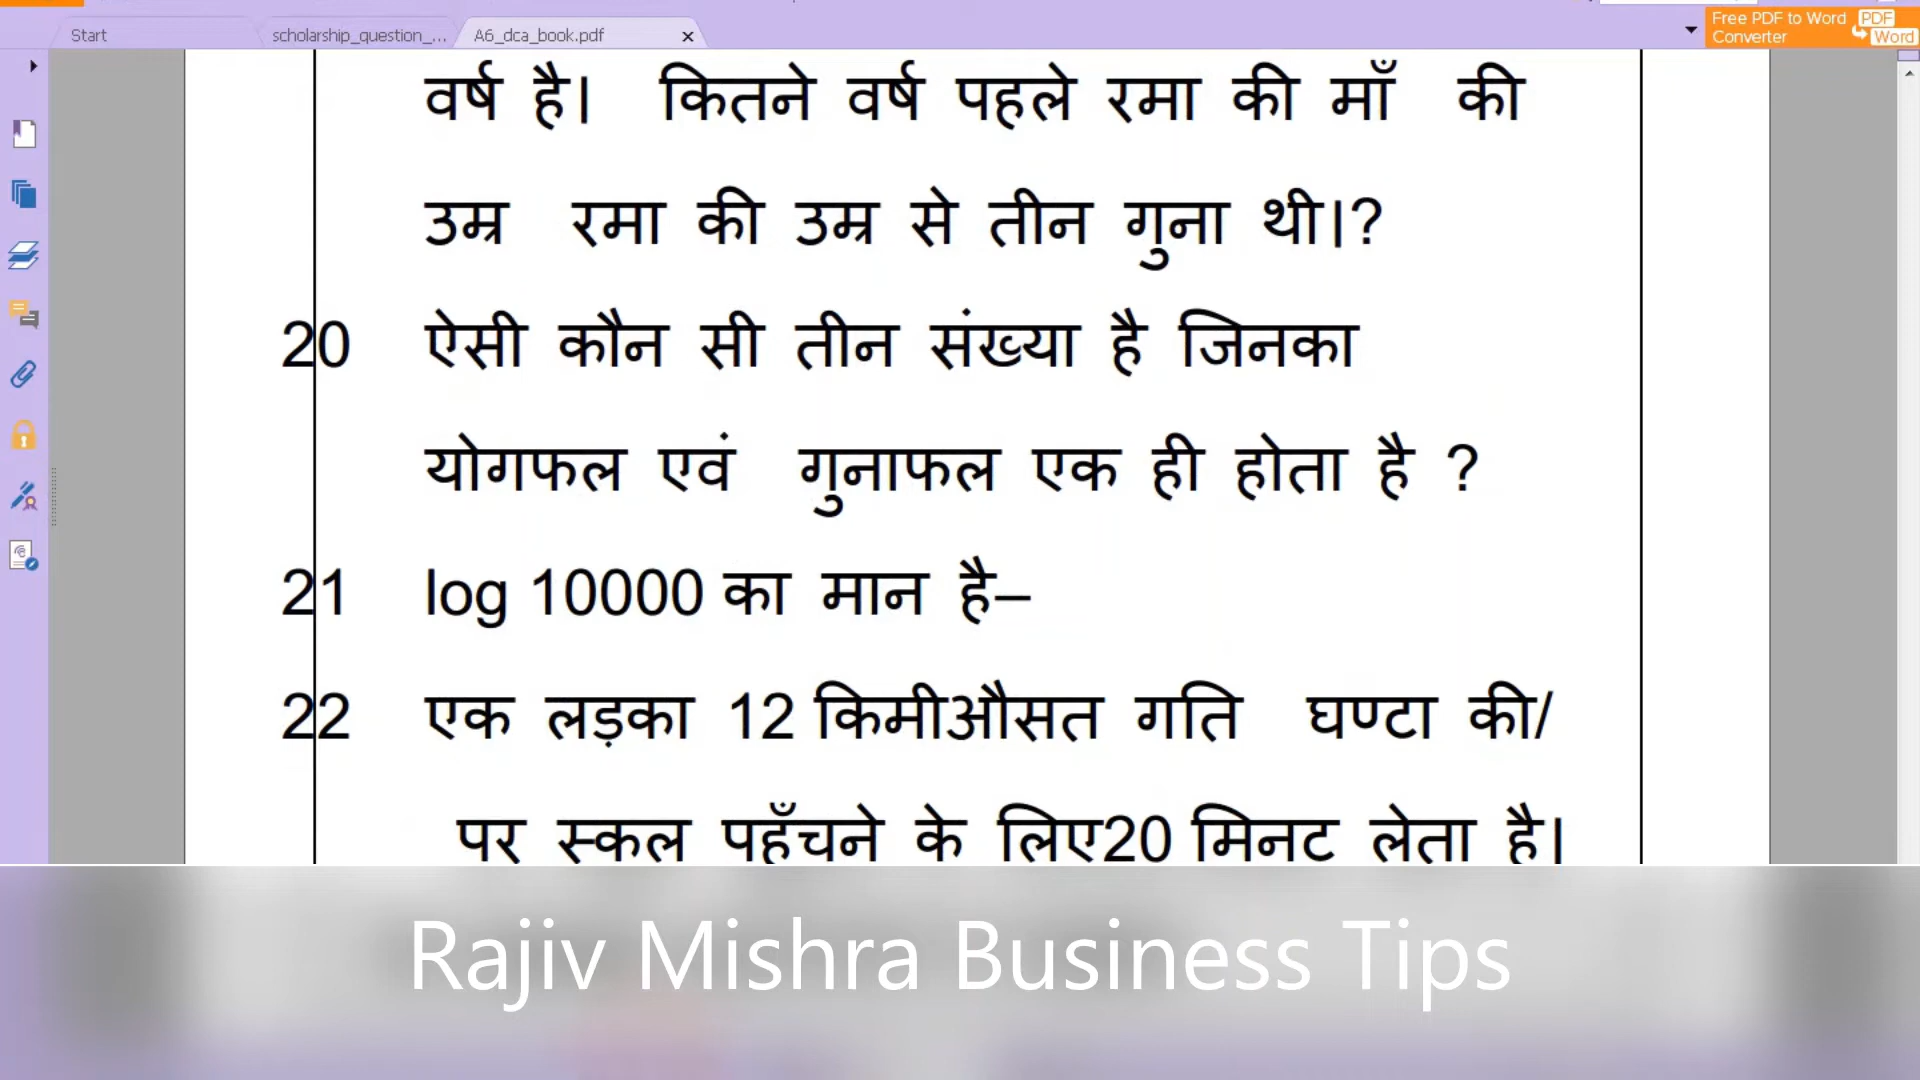 Start scholarship_question_... A6_dca_book.pdf
Free PDF to Word Converter PDF Word
वर्ष है। कितने वर्ष पहले रमा की माँ की
उम्र रमा की उम्र से तीन गुना थी।?
20 ऐसी कौन सी तीन संख्या है जिनका
योगफल एवं गुनाफल एक ही होता है ?
21 log 10000 का मान है–
22 एक लड़का 12 किमीऔसत गति घण्टा की/
पर स्कूल पहुँचने के लिए20 मिनट लेता है।
Rajiv Mishra Business Tips